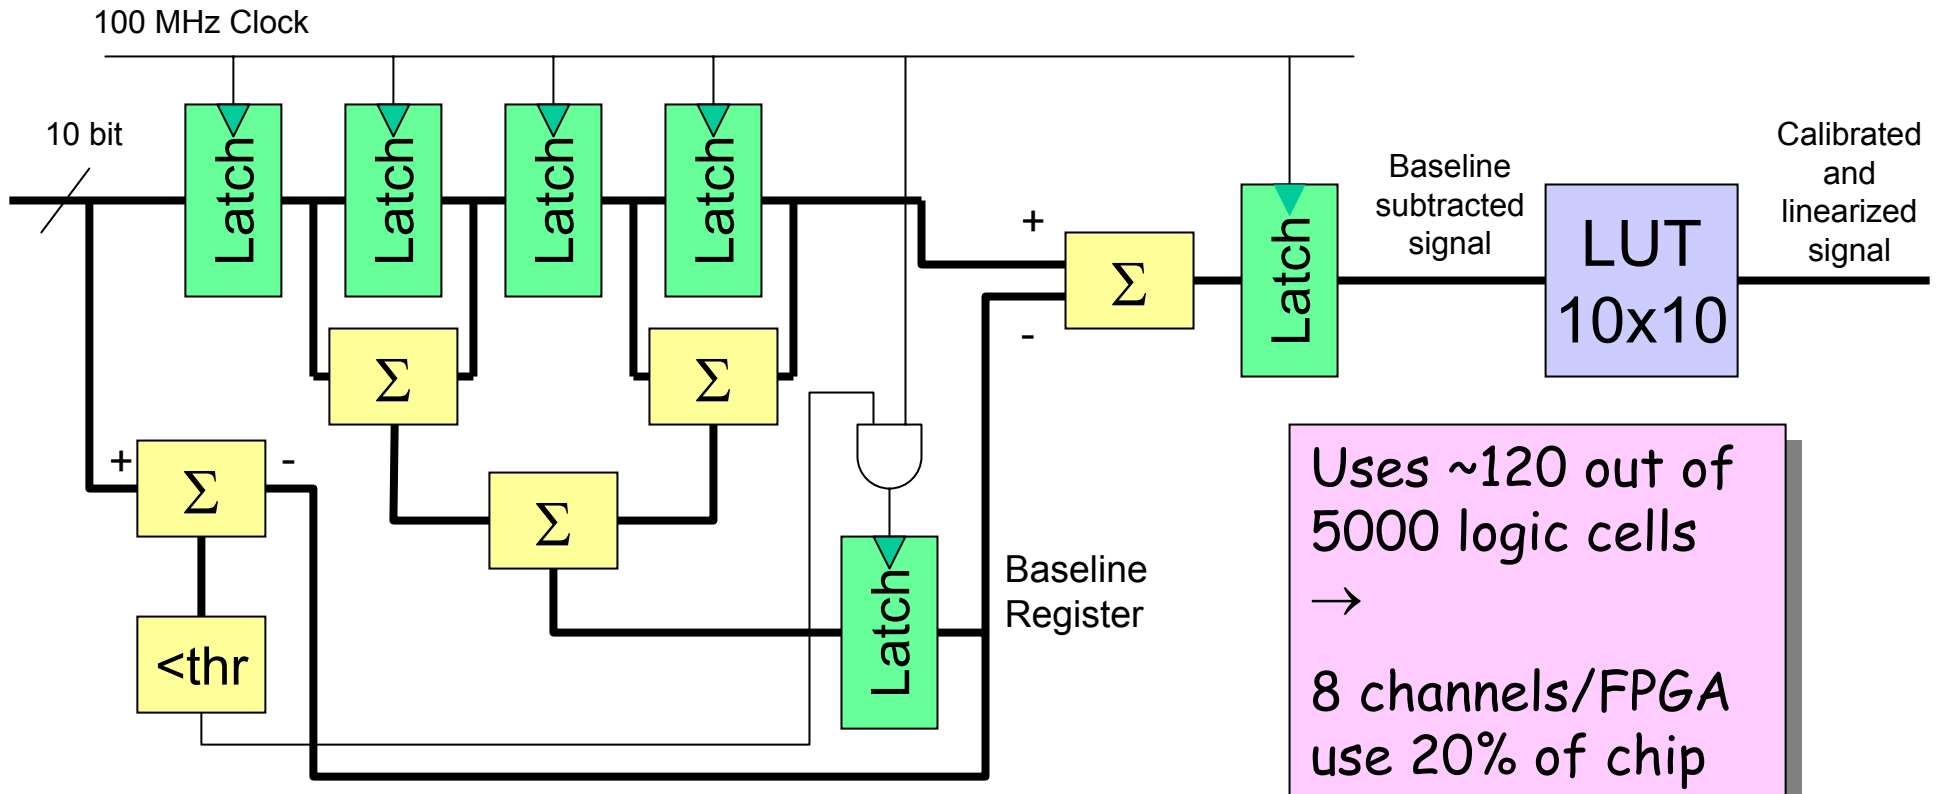 100 MHz Clock
10 bit
Latch
Latch
Latch
Latch
+
-
Σ
Latch
Baseline
subtracted
signal
LUT
10x10
Calibrated
and
linearized
signal
Σ
Σ
+
-
Σ
Σ
<thr
Latch
Baseline
Register
Uses ~120 out of
5000 logic cells
→
8 channels/FPGA
use 20% of chip